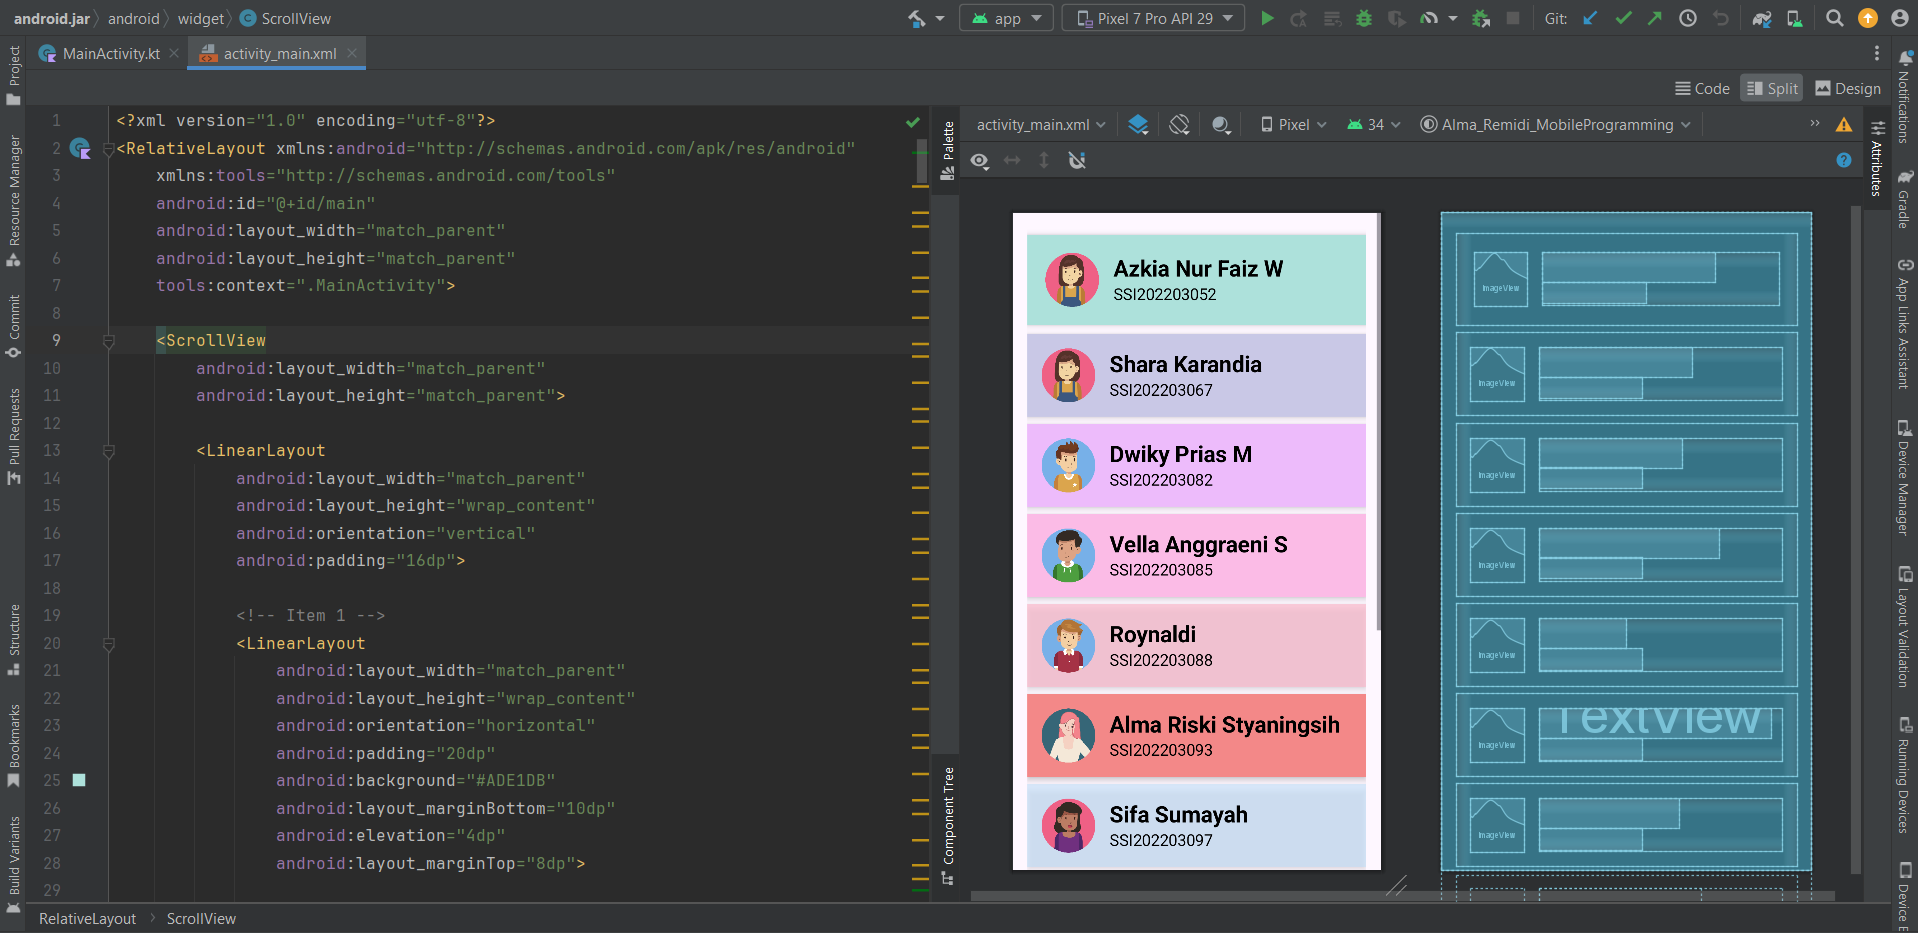 android.jar android widget ScrollView
app Pixel 7 Pro API 29 Git:
MainActivity.kt activity_main.xml
Code Split Design
Project
Resource Manager
Commit
Pull Requests
Structure
Bookmarks
Build Variants
1 <?xml version="1.0" encoding="utf-8"?>
2 <RelativeLayout xmlns:android="http://schemas.android.com/apk/res/android"
3 xmlns:tools="http://schemas.android.com/tools"
4 android:id="@+id/main"
5 android:layout_width="match_parent"
6 android:layout_height="match_parent"
7 tools:context=".MainActivity">
8
9 <ScrollView
10 android:layout_width="match_parent"
11 android:layout_height="match_parent">
12
13 <LinearLayout
14 android:layout_width="match_parent"
15 android:layout_height="wrap_content"
16 android:orientation="vertical"
17 android:padding="16dp">
18
19 <!-- Item 1 -->
20 <LinearLayout
21 android:layout_width="match_parent"
22 android:layout_height="wrap_content"
23 android:orientation="horizontal"
24 android:padding="20dp"
25 android:background="#ADE1DB"
26 android:layout_marginBottom="10dp"
27 android:elevation="4dp"
28 android:layout_marginTop="8dp">
29
RelativeLayout ScrollView
Palette
Component Tree
activity_main.xml Pixel 34 Alma_Remidi_MobileProgramming
Azkia Nur Faiz W
SSI202203052
Shara Karandia
SSI202203067
Dwiky Prias M
SSI202203082
Vella Anggraeni S
SSI202203085
Roynaldi
SSI202203088
Alma Riski Styaningsih
SSI202203093
Sifa Sumayah
SSI202203097
ImageView
ImageView
ImageView
ImageView
ImageView
TextView
ImageView
ImageView
Attributes
Notifications
Gradle
App Links Assistant
Device Manager
Layout Validation
Running Devices
Device E